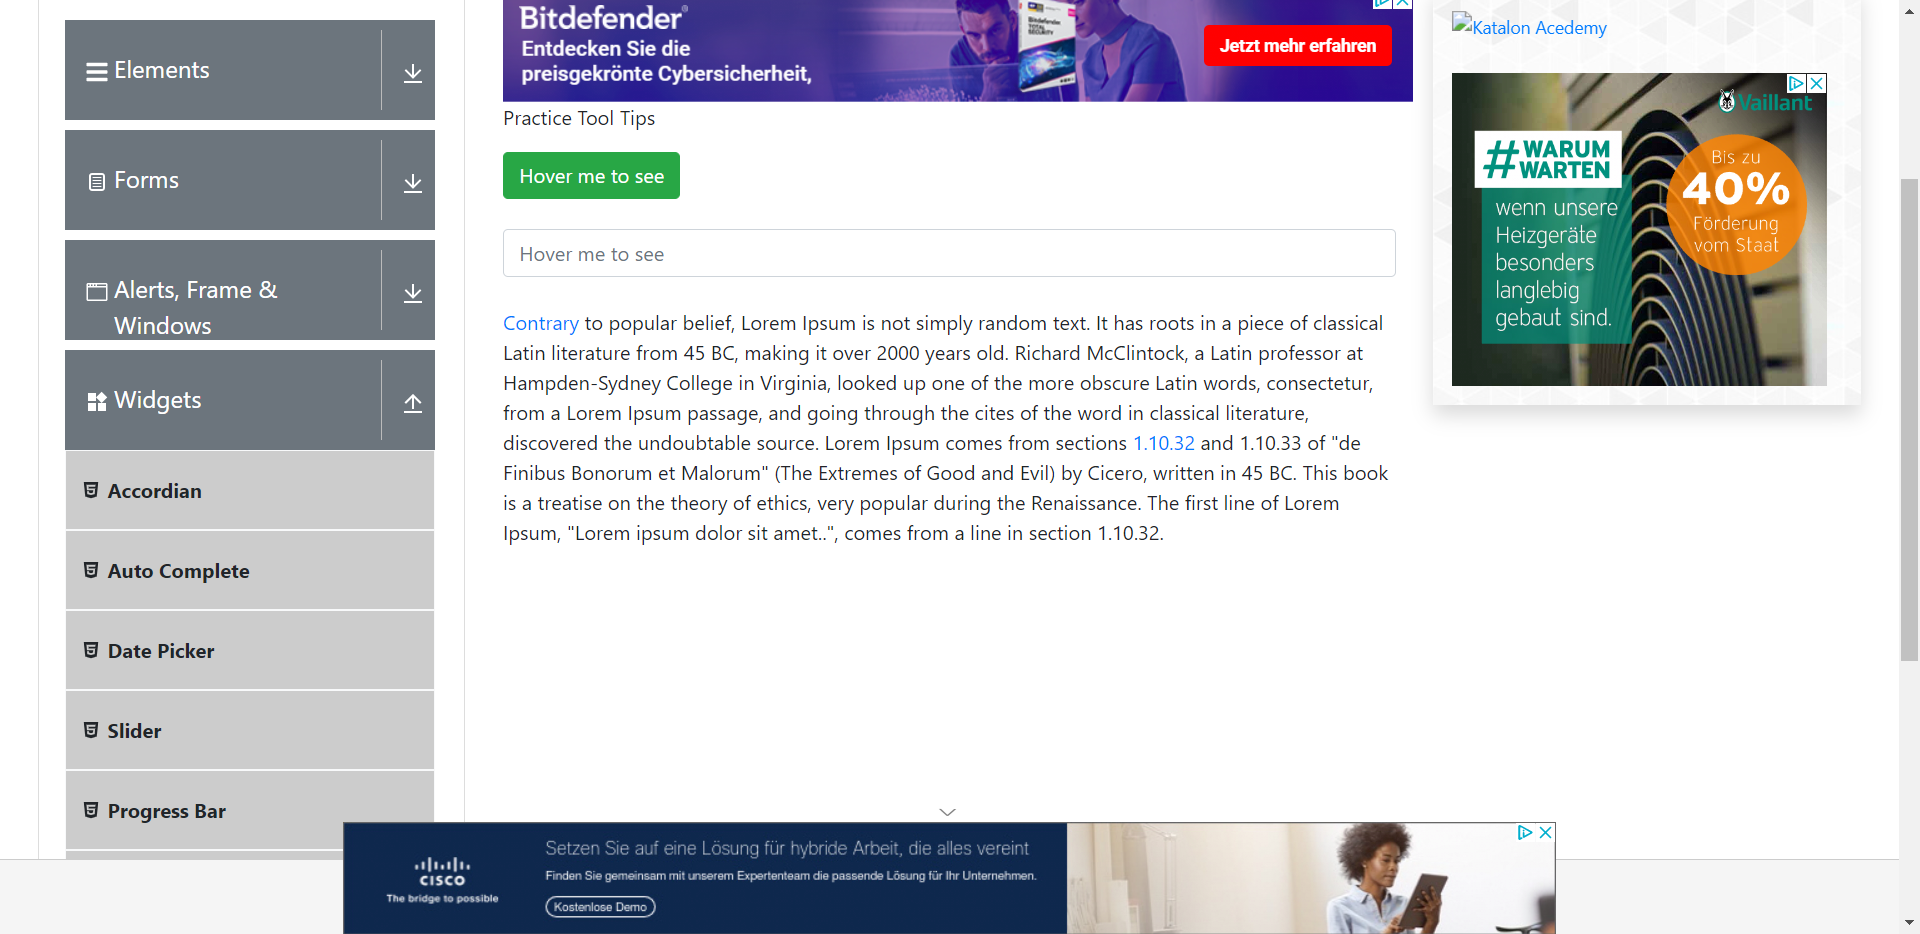 Elements
Forms
Alerts, Frame &
Windows
Widgets
Accordian
Auto Complete
Date Picker
Slider
Progress Bar
Bitdefender
Entdecken Sie die
preisgekrönte Cybersicherheit,
Jetzt mehr erfahren
Practice Tool Tips
Hover me to see
Hover me to see
Contrary to popular belief, Lorem Ipsum is not simply random text. It has roots in a piece of classical
Latin literature from 45 BC, making it over 2000 years old. Richard McClintock, a Latin professor at
Hampden-Sydney College in Virginia, looked up one of the more obscure Latin words, consectetur,
from a Lorem Ipsum passage, and going through the cites of the word in classical literature,
discovered the undoubtable source. Lorem Ipsum comes from sections 1.10.32 and 1.10.33 of "de
Finibus Bonorum et Malorum" (The Extremes of Good and Evil) by Cicero, written in 45 BC. This book
is a treatise on the theory of ethics, very popular during the Renaissance. The first line of Lorem
Ipsum, "Lorem ipsum dolor sit amet..", comes from a line in section 1.10.32.
Katalon Acedemy
Vaillant
#WARUM
WARTEN
wenn unsere
Heizgeräte
besonders
langlebig
gebaut sind.
Bis zu
40%
Förderung
vom Staat
CISCO
The bridge to possible
Setzen Sie auf eine Lösung für hybride Arbeit, die alles vereint
Finden Sie gemeinsam mit unserem Expertenteam die passende Lösung für Ihr Unternehmen.
Kostenlose Demo